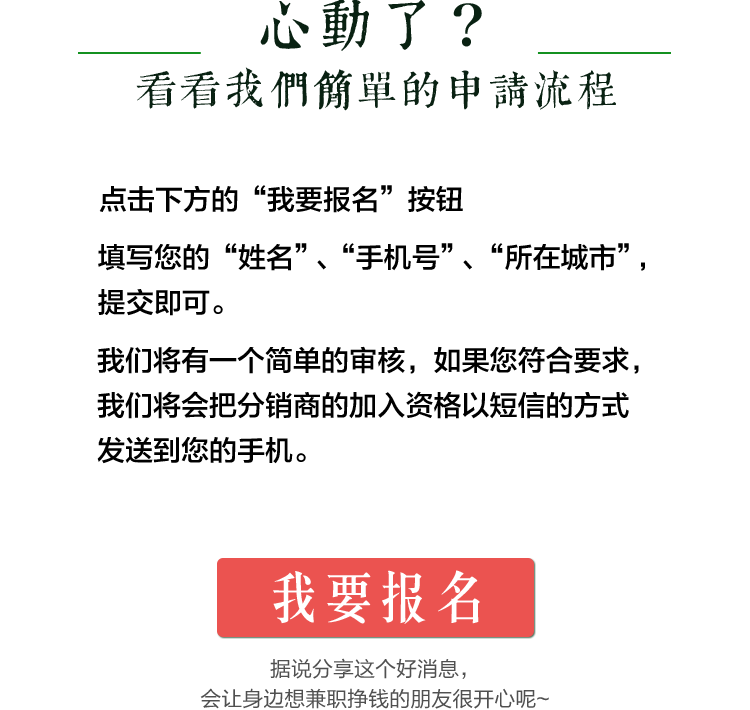 心動了？
看看我們簡單的申請流程
点击下方的“我要报名”按钮
填写您的“姓名”、“手机号”、“所在城市”，
提交即可。
我们将有一个简单的审核，如果您符合要求，
我们将会把分销商的加入资格以短信的方式
发送到您的手机。
我要报名
据说分享这个好消息，
会让身边想兼职挣钱的朋友很开心呢~